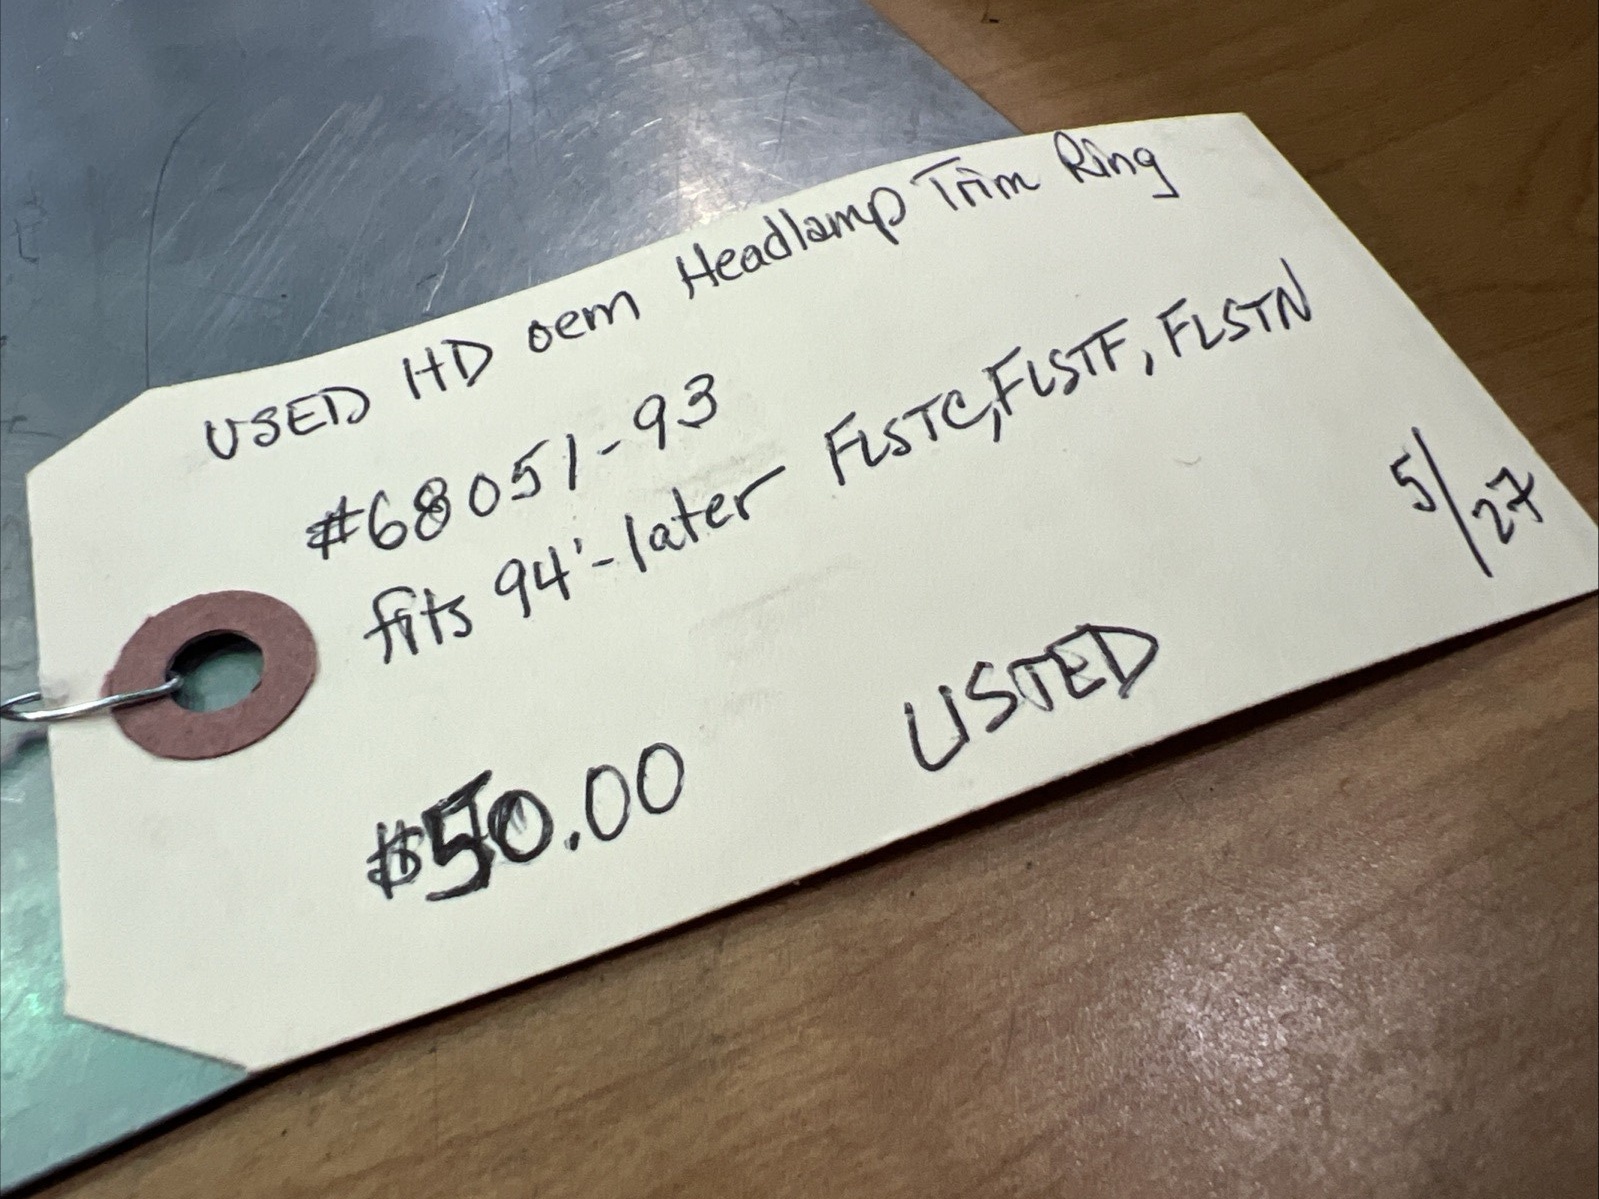 USED HD oem Headlamp Trim Ring
#68051-93
fits 94'-later FLSTC, FLSTF, FLSTN
5/27
$50.00 USTED